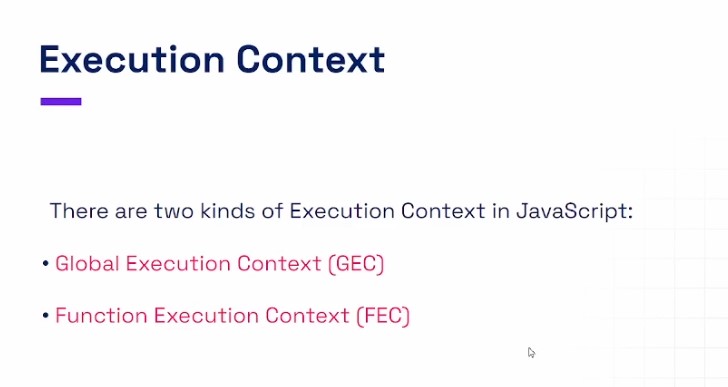 Execution Context
There are two kinds of Execution Context in JavaScript:
• Global Execution Context (GEC)
• Function Execution Context (FEC)